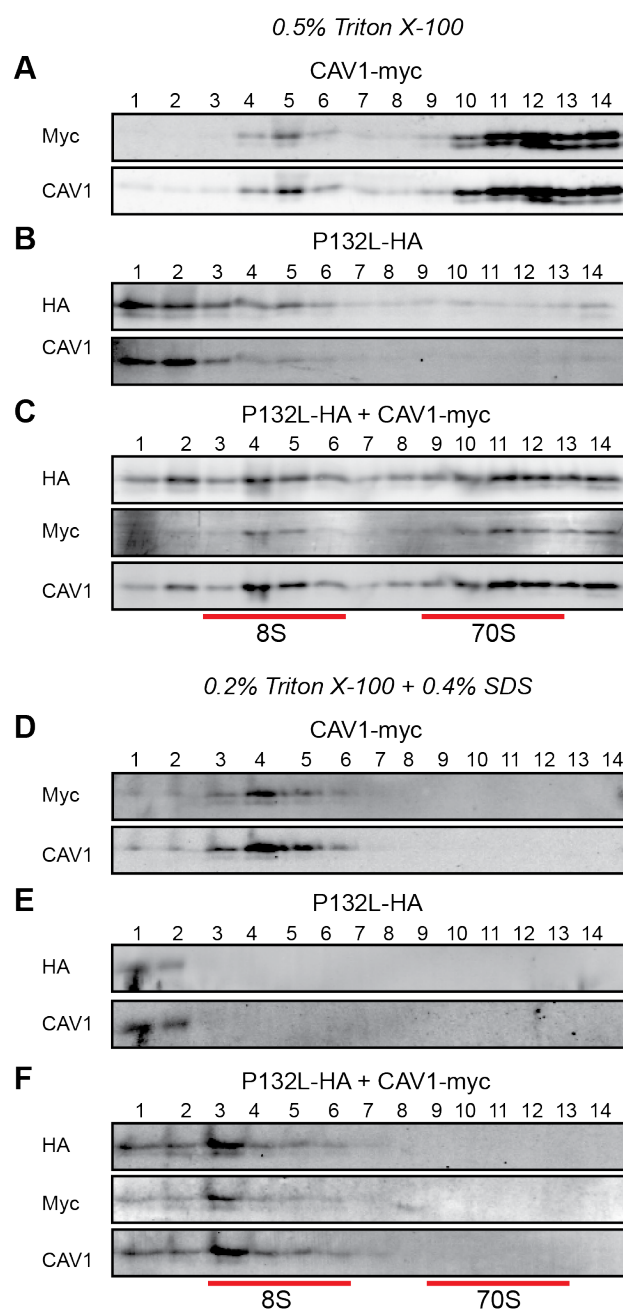 0.5% Triton X-100
A
CAV1-myc
1 2 3 4 5 6 7 8 9 10 11 12 13 14
Myc
CAV1
B
P132L-HA
1 2 3 4 5 6 7 8 9 10 11 12 13 14
HA
CAV1
C
P132L-HA + CAV1-myc
1 2 3 4 5 6 7 8 9 10 11 12 13 14
HA
Myc
CAV1
8S 70S
0.2% Triton X-100 + 0.4% SDS
D
CAV1-myc
1 2 3 4 5 6 7 8 9 10 11 12 13 14
Myc
CAV1
E
P132L-HA
1 2 3 4 5 6 7 8 9 10 11 12 13 14
HA
CAV1
F
P132L-HA + CAV1-myc
1 2 3 4 5 6 7 8 9 10 11 12 13 14
HA
Myc
CAV1
8S 70S